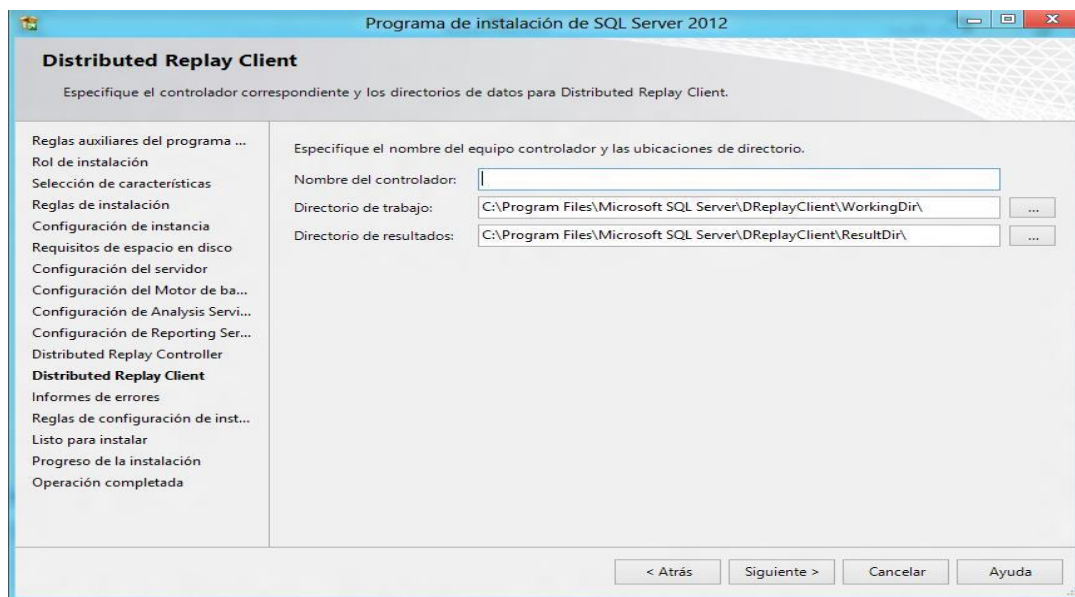 Programa de instalación de SQL Server 2012
Distributed Replay Client
Especifique el controlador correspondiente y los directorios de datos para Distributed Replay Client.
Reglas auxiliares del programa ...
Rol de instalación
Selección de características
Reglas de instalación
Configuración de instancia
Requisitos de espacio en disco
Configuración del servidor
Configuración del Motor de ba...
Configuración de Analysis Servi...
Configuración de Reporting Ser...
Distributed Replay Controller
Distributed Replay Client
Informes de errores
Reglas de configuración de inst...
Listo para instalar
Progreso de la instalación
Operación completada
Especifique el nombre del equipo controlador y las ubicaciones de directorio.
Nombre del controlador:
Directorio de trabajo: C:\Program Files\Microsoft SQL Server\DReplayClient\WorkingDir\ ...
Directorio de resultados: C:\Program Files\Microsoft SQL Server\DReplayClient\ResultDir\ ...
< Atrás Siguiente > Cancelar Ayuda